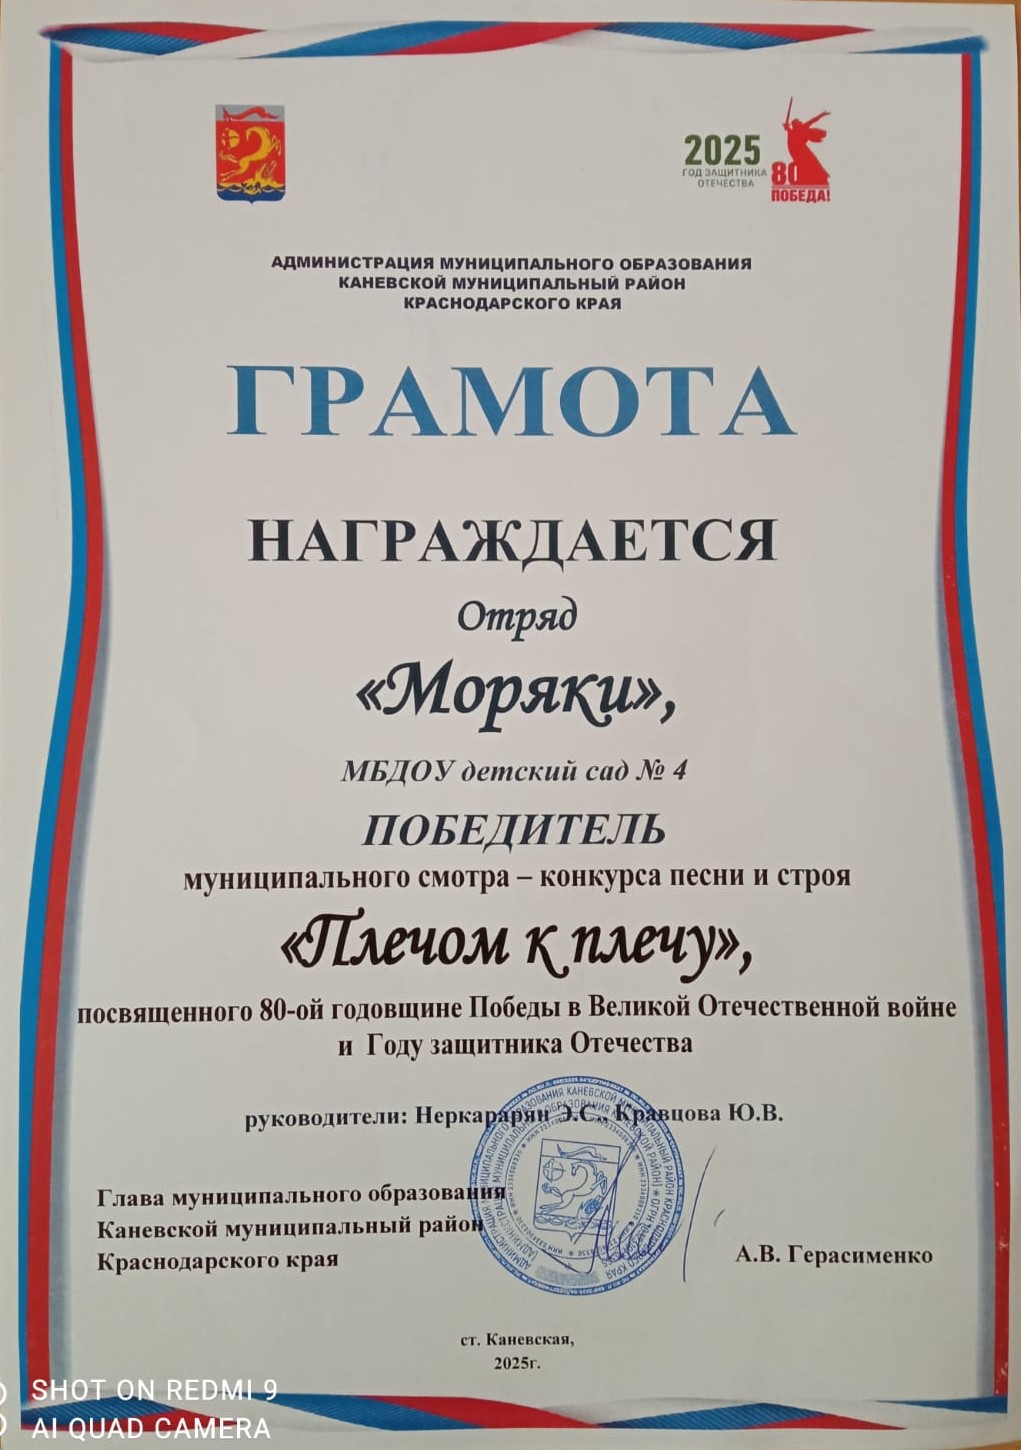 2025
ГОД ЗАЩИТНИКА
ОТЕЧЕСТВА
80
ПОБЕДА!
АДМИНИСТРАЦИЯ МУНИЦИПАЛЬНОГО ОБРАЗОВАНИЯ
КАНЕВСКОЙ МУНИЦИПАЛЬНЫЙ РАЙОН
КРАСНОДАРСКОГО КРАЯ
ГРАМОТА
НАГРАЖДАЕТСЯ
Отряд
«Моряки»,
МБДОУ детский сад № 4
ПОБЕДИТЕЛЬ
муниципального смотра – конкурса песни и строя
«Плечом к плечу»,
посвященного 80-ой годовщине Победы в Великой Отечественной войне
и Году защитника Отечества
руководители: Неркарарян Э.С., Кравцова Ю.В.
Глава муниципального образования
Каневской муниципальный район
Краснодарского края
А.В. Герасименко
ст. Каневская,
2025г.
SHOT ON REDMI 9
AI QUAD CAMERA